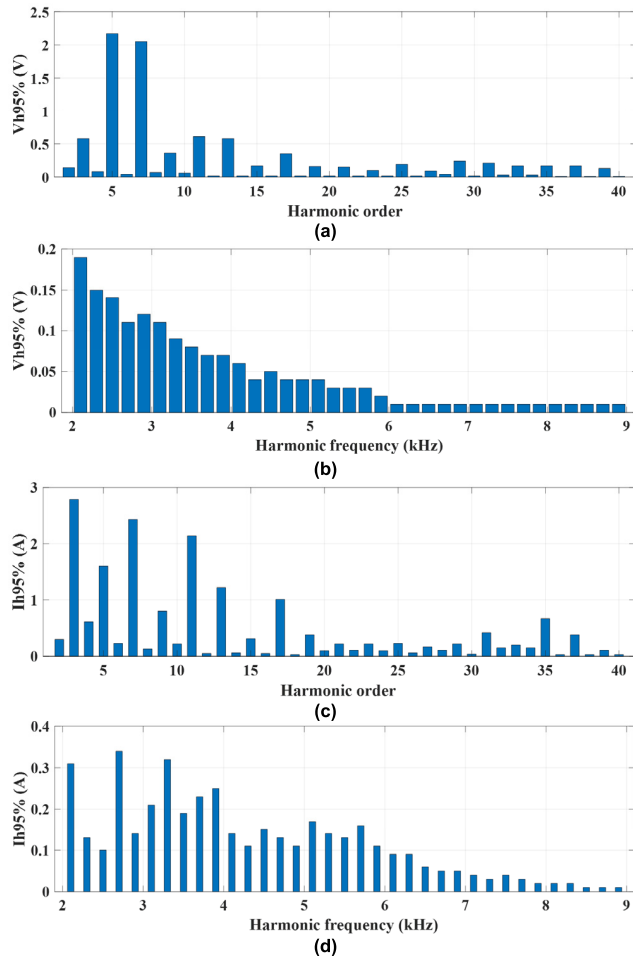 2.5
2
1.5
1
0.5
0
Vh95% (V)
5 10 15 20 25 30 35 40
Harmonic order
(a)
0.2
0.15
0.1
0.05
0
Vh95% (V)
2 3 4 5 6 7 8 9
Harmonic frequency (kHz)
(b)
3
2
1
0
Ih95% (A)
5 10 15 20 25 30 35 40
Harmonic order
(c)
0.4
0.3
0.2
0.1
0
Ih95% (A)
2 3 4 5 6 7 8 9
Harmonic frequency (kHz)
(d)